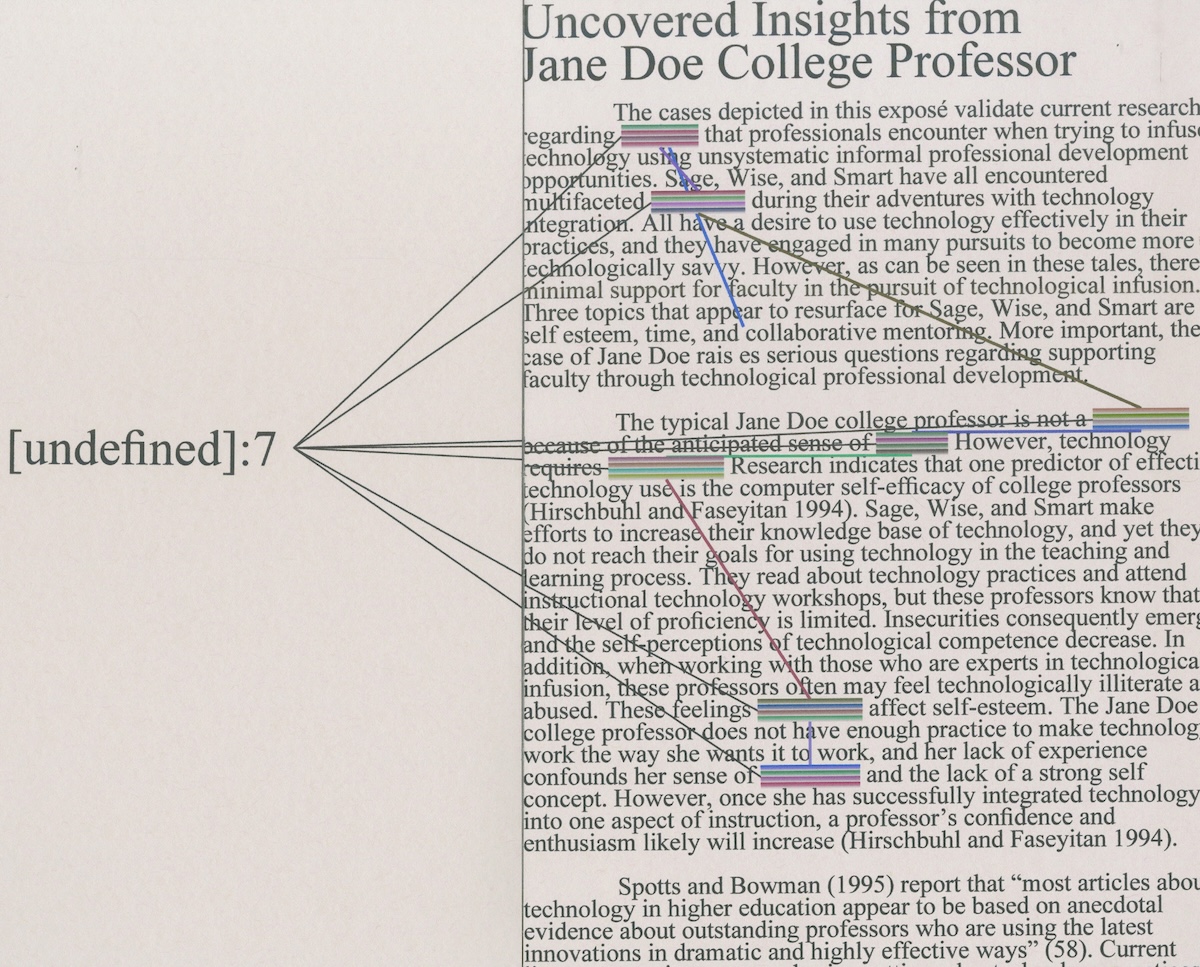 Uncovered Insights from
Jane Doe College Professor
The cases depicted in this exposé validate current research
regarding that professionals encounter when trying to infuse
technology using unsystematic informal professional development
opportunities. Sage, Wise, and Smart have all encountered
multifaceted during their adventures with technology
integration. All have a desire to use technology effectively in their
practices, and they have engaged in many pursuits to become more
technologically savvy. However, as can be seen in these tales, there
minimal support for faculty in the pursuit of technological infusion.
Three topics that appear to resurface for Sage, Wise, and Smart are
self esteem, time, and collaborative mentoring. More important, the
case of Jane Doe rais es serious questions regarding supporting
faculty through technological professional development.
The typical Jane Doe college professor is not a
[undefined]:7
because of the anticipated sense of However, technology
requires Research indicates that one predictor of effecti
technology use is the computer self-efficacy of college professors
(Hirschbuhl and Faseyitan 1994). Sage, Wise, and Smart make
efforts to increase their knowledge base of technology, and yet they
do not reach their goals for using technology in the teaching and
learning process. They read about technology practices and attend
instructional technology workshops, but these professors know that
their level of proficiency is limited. Insecurities consequently emerg
and the self-perceptions of technological competence decrease. In
addition, when working with those who are experts in technologica
infusion, these professors often may feel technologically illiterate a
abused. These feelings affect self-esteem. The Jane Doe
college professor does not have enough practice to make technolog
work the way she wants it to work, and her lack of experience
confounds her sense of and the lack of a strong self
concept. However, once she has successfully integrated technology
into one aspect of instruction, a professor’s confidence and
enthusiasm likely will increase (Hirschbuhl and Faseyitan 1994).
Spotts and Bowman (1995) report that “most articles abou
technology in higher education appear to be based on anecdotal
evidence about outstanding professors who are using the latest
innovations in dramatic and highly effective ways” (58). Current